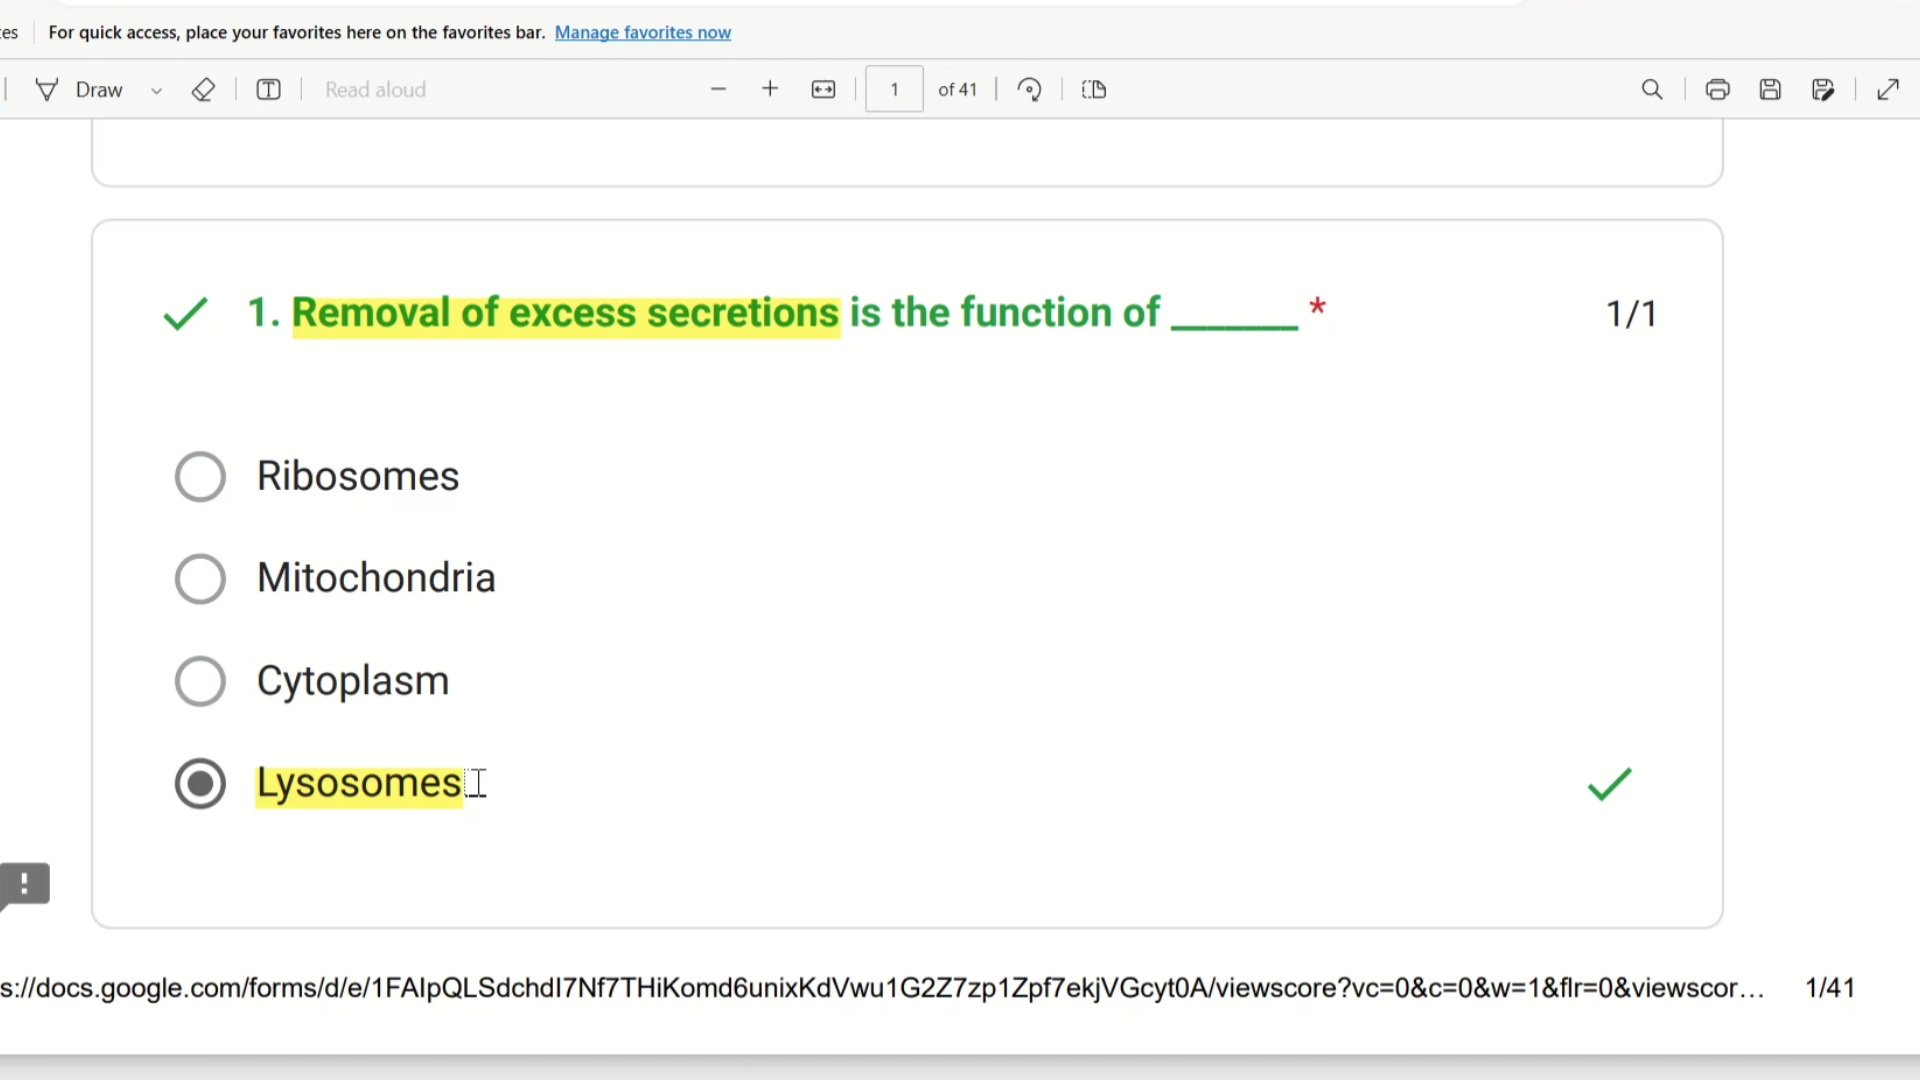 es For quick access, place your favorites here on the favorites bar. Manage favorites now
Draw T Read aloud 1 of 41
1. Removal of excess secretions is the function of _______ * 1/1
Ribosomes
Mitochondria
Cytoplasm
Lysosomes
!
s://docs.google.com/forms/d/e/1FAIpQLSdchdI7Nf7THiKomd6unixKdVwu1G2Z7zp1Zpf7ekjVGcyt0A/viewscore?vc=0&c=0&w=1&flr=0&viewscor… 1/41